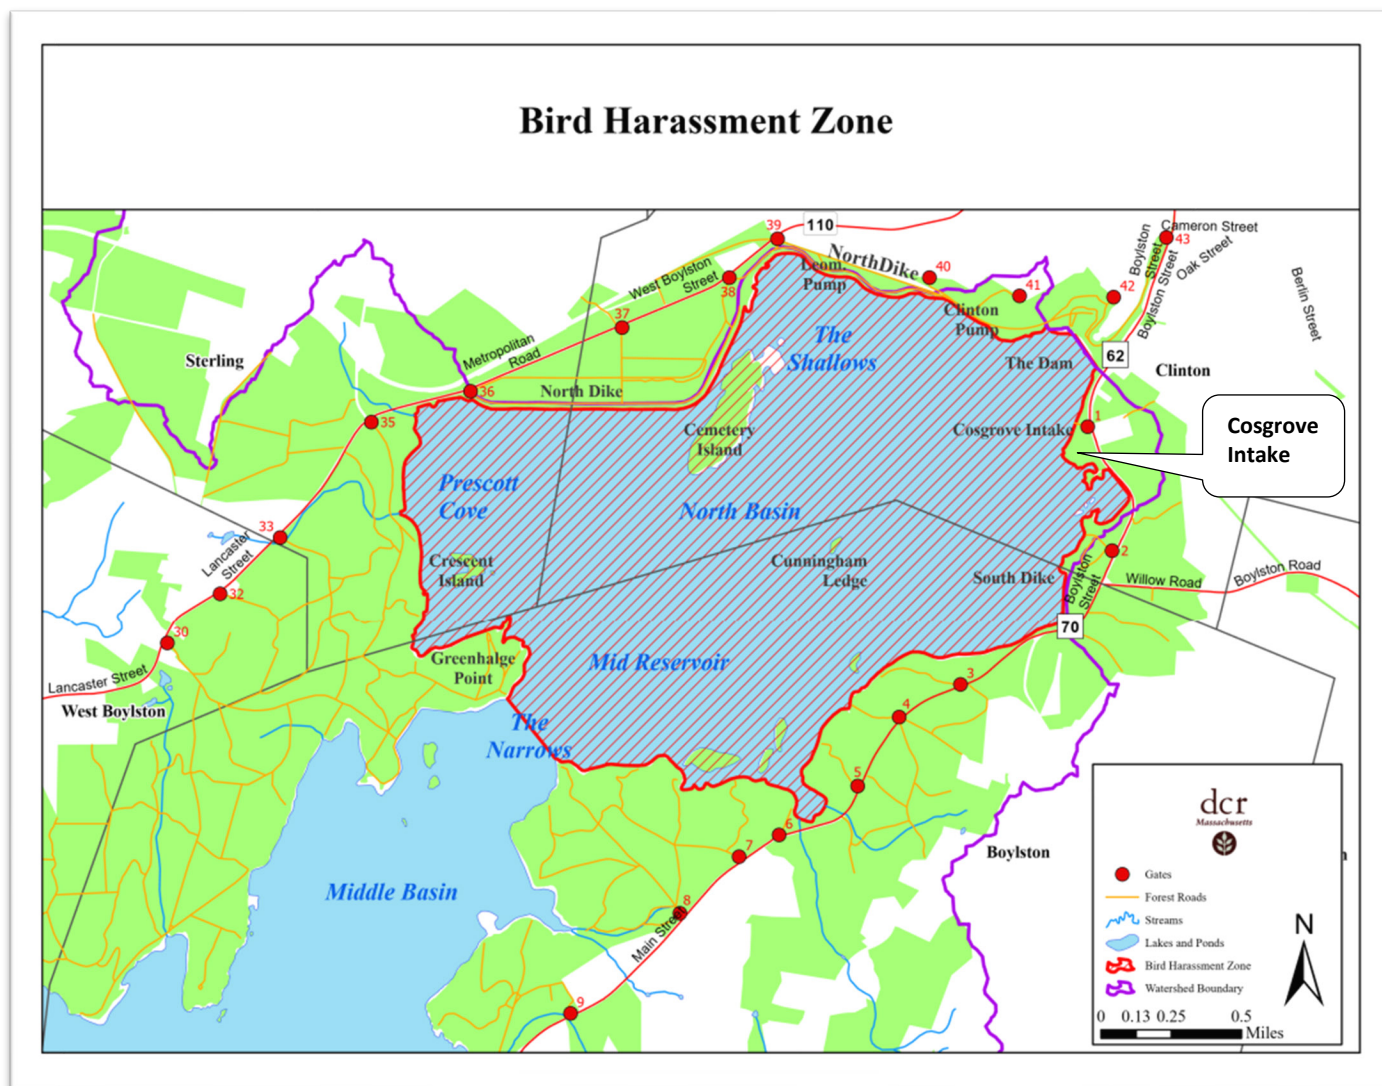 Bird Harassment Zone
39
110
Cameron Street
43
Boylston
Street
Oak Street
NorthDike
40
Leom.
Pump
West Boylston
Street
38
41
42
Boylston Street
Berlin Street
Clinton
Pump
37
The
Shallows
Metropolitan
Road
Sterling
The Dam
62
Clinton
36
North Dike
35
Cemetery
Island
Cosgrove Intake
1
Cosgrove
Intake
Prescott
Cove
North Basin
33
Lancaster
Street
Crescent
Island
Cunningham
Ledge
South Dike
2
Boylston
Street
Willow Road
Boylston Road
32
30
70
Greenhalge
Point
Mid Reservoir
3
Lancaster Street
West Boylston
4
The
Narrows
5
6
7
Boylston
n
Middle Basin
8
Main Street
9
dcr
Massachusetts
Gates
Forest Roads
Streams
Lakes and Ponds
Bird Harassment Zone
Watershed Boundary
N
0 0.13 0.25 0.5
Miles